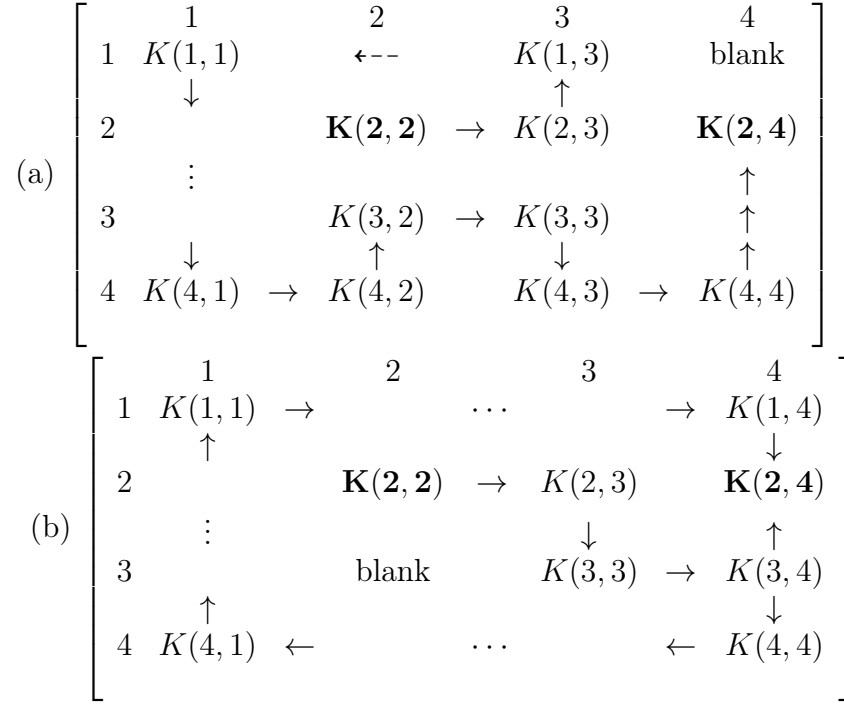 1 2 3 4
1 K(1,1) ⇠ K(1,3) blank
↓ ↑
2 K(2,2) → K(2,3) K(2,4)
(a) ⋮ ↑
3 K(3,2) → K(3,3) ↑
↓ ↑ ↓ ↑
4 K(4,1) → K(4,2) K(4,3) → K(4,4)
1 2 3 4
1 K(1,1) → ··· → K(1,4)
↑ ↓
2 K(2,2) → K(2,3) K(2,4)
(b) ⋮ ↓ ↑
3 blank K(3,3) → K(3,4)
↑ ↓
4 K(4,1) ← ··· ← K(4,4)